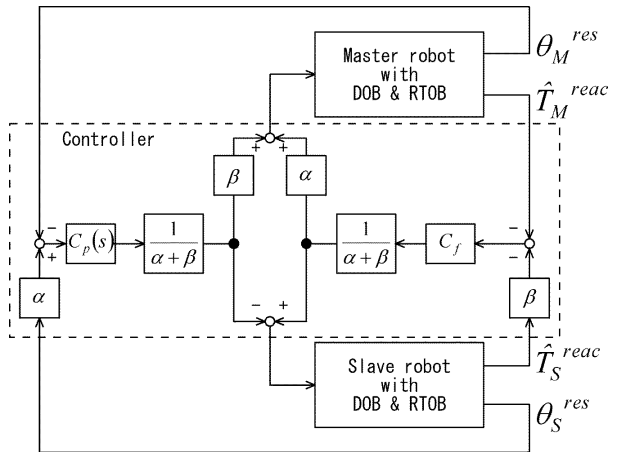 Master robot
with
DOB & RTOB
θ_M^res
T̂_M^reac
Controller
+ +
β α
− C_p(s) 1/(α+β) 1/(α+β) C_f −
+ −
α − + β
Slave robot
with
DOB & RTOB
T̂_S^reac
θ_S^res